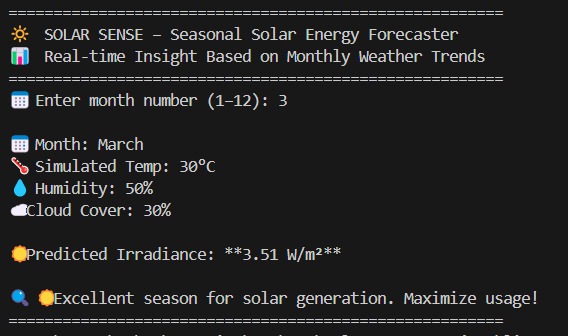 ======================================================
☀️ SOLAR SENSE – Seasonal Solar Energy Forecaster
📊 Real-time Insight Based on Monthly Weather Trends
======================================================
📅 Enter month number (1–12): 3
📅 Month: March
🌡️ Simulated Temp: 30°C
💧 Humidity: 50%
☁️Cloud Cover: 30%
☀️Predicted Irradiance: **3.51 W/m²**
🔍 ☀️Excellent season for solar generation. Maximize usage!
======================================================